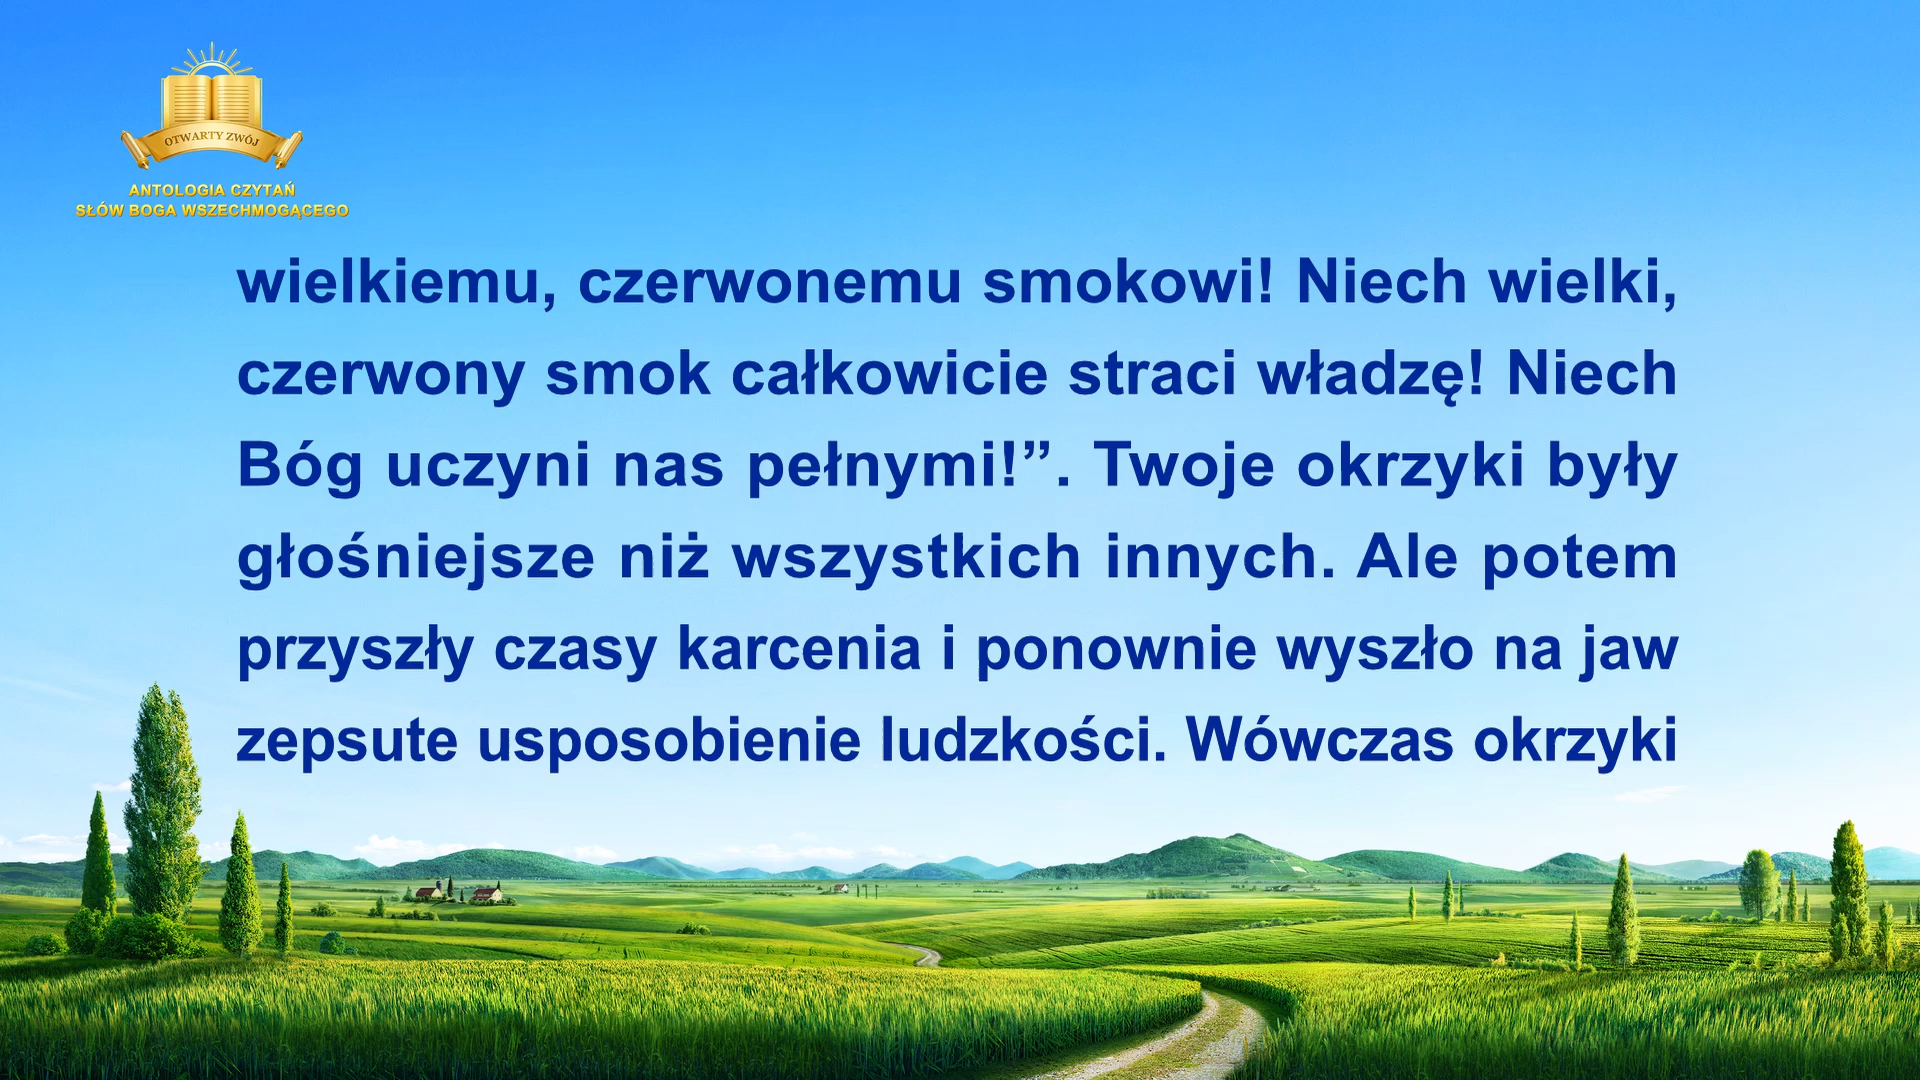 OTWARTY ZWÓJ
ANTOLOGIA CZYTAŃ
SŁÓW BOGA WSZECHMOGĄCEGO
wielkiemu, czerwonemu smokowi! Niech wielki,
czerwony smok całkowicie straci władzę! Niech
Bóg uczyni nas pełnymi!”. Twoje okrzyki były
głośniejsze niż wszystkich innych. Ale potem
przyszły czasy karcenia i ponownie wyszło na jaw
zepsute usposobienie ludzkości. Wówczas okrzyki